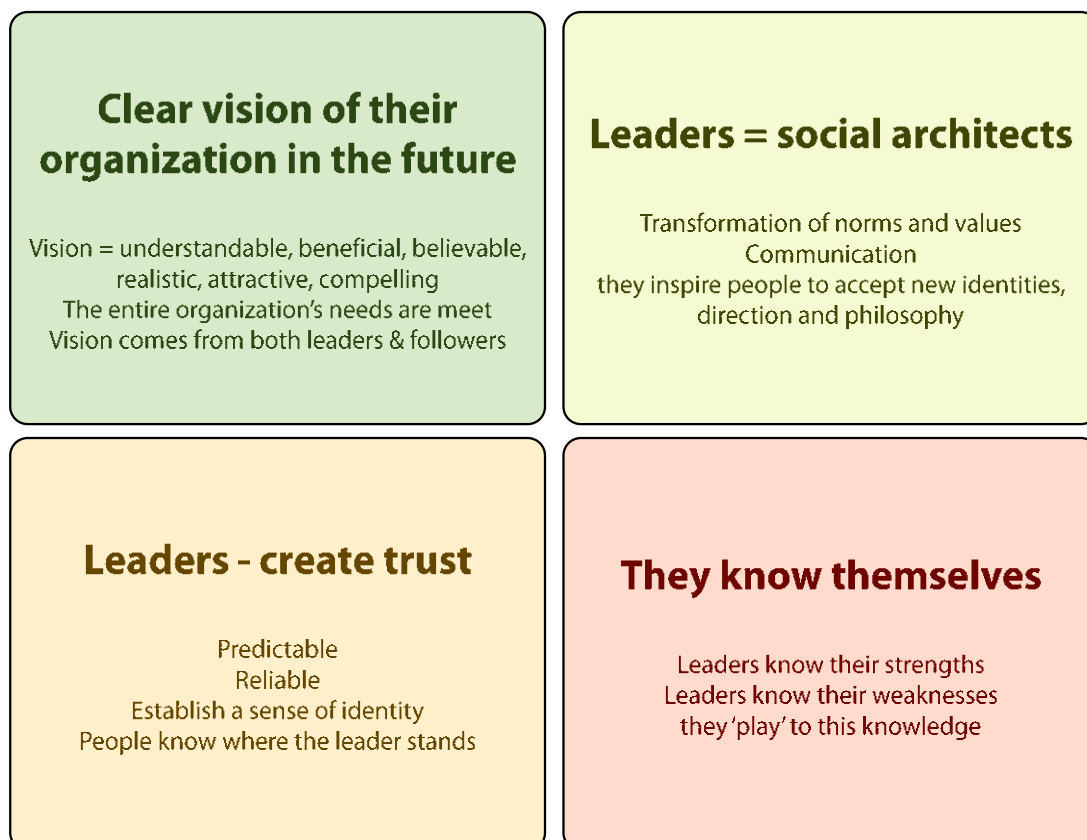 Clear vision of their
organization in the future
Vision = understandable, beneficial, believable,
realistic, attractive, compelling
The entire organization’s needs are meet
Vision comes from both leaders & followers
Leaders = social architects
Transformation of norms and values
Communication
they inspire people to accept new identities,
direction and philosophy
Leaders - create trust
Predictable
Reliable
Establish a sense of identity
People know where the leader stands
They know themselves
Leaders know their strengths
Leaders know their weaknesses
they ‘play’ to this knowledge